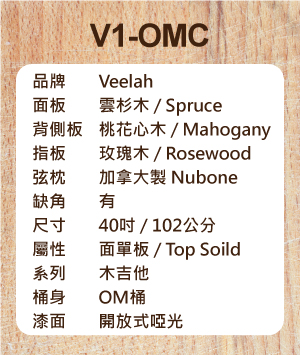 V1-OMC
品牌 Veelah
面板 雲杉木 / Spruce
背側板 桃花心木 / Mahogany
指板 玫瑰木 / Rosewood
弦枕 加拿大製 Nubone
缺角 有
尺寸 40吋 / 102公分
屬性 面單板 / Top Soild
系列 木吉他
桶身 OM桶
漆面 開放式啞光